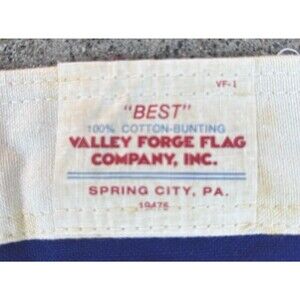 VF-1
"BEST"
100% COTTON-BUNTING
VALLEY FORGE FLAG
COMPANY, INC.
SPRING CITY, PA.
19475